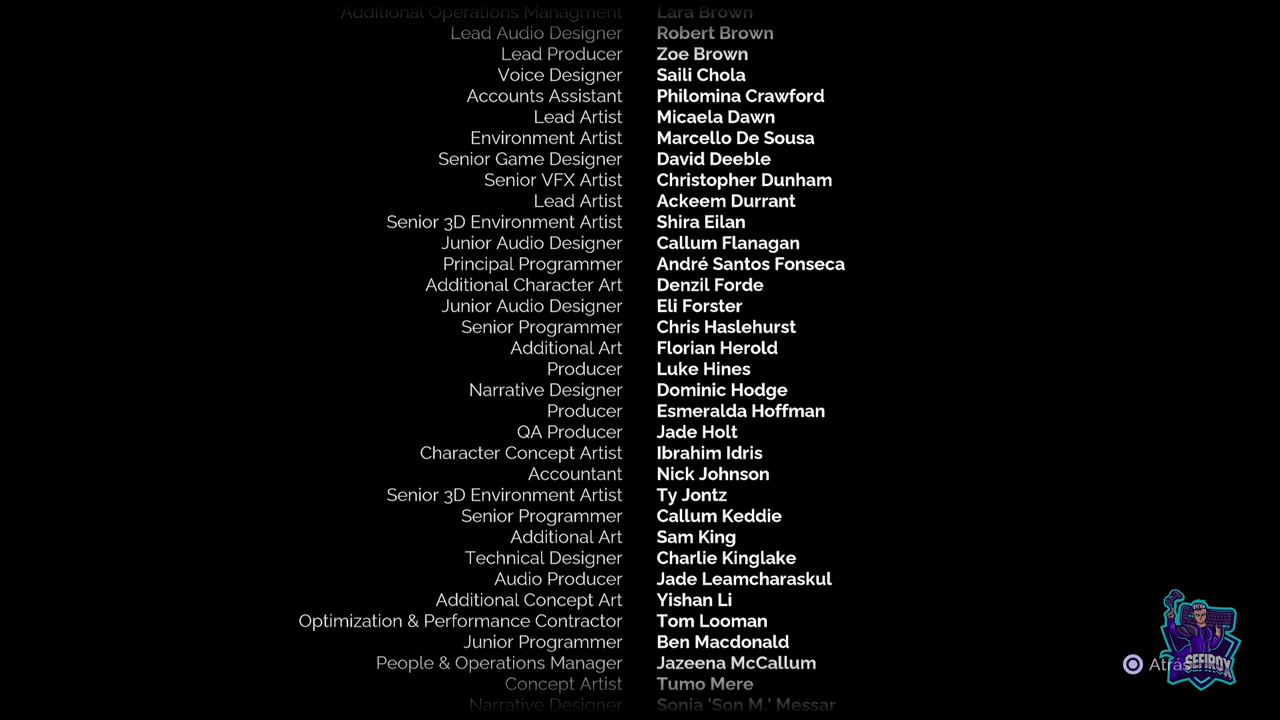 Additional Operations Managment Lara Brown
Lead Audio Designer Robert Brown
Lead Producer Zoe Brown
Voice Designer Saili Chola
Accounts Assistant Philomina Crawford
Lead Artist Micaela Dawn
Environment Artist Marcello De Sousa
Senior Game Designer David Deeble
Senior VFX Artist Christopher Dunham
Lead Artist Ackeem Durrant
Senior 3D Environment Artist Shira Eilan
Junior Audio Designer Callum Flanagan
Principal Programmer André Santos Fonseca
Additional Character Art Denzil Forde
Junior Audio Designer Eli Forster
Senior Programmer Chris Haslehurst
Additional Art Florian Herold
Producer Luke Hines
Narrative Designer Dominic Hodge
Producer Esmeralda Hoffman
QA Producer Jade Holt
Character Concept Artist Ibrahim Idris
Accountant Nick Johnson
Senior 3D Environment Artist Ty Jontz
Senior Programmer Callum Keddie
Additional Art Sam King
Technical Designer Charlie Kinglake
Audio Producer Jade Leamcharaskul
Additional Concept Art Yishan Li
Optimization & Performance Contractor Tom Looman
Junior Programmer Ben Macdonald
People & Operations Manager Jazeena McCallum
Concept Artist Tumo Mere
Narrative Designer Sonia 'Son M.' Messar
Atrás
SEFIROX